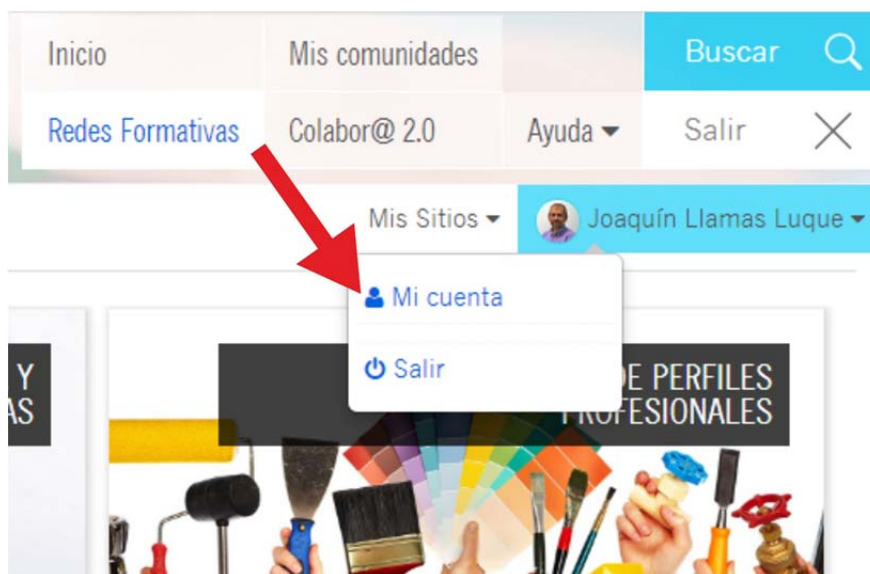 Inicio
Mis comunidades
Buscar
Redes Formativas
Colabor@ 2.0
Ayuda
Salir
Mis Sitios
Joaquín Llamas Luque
Mi cuenta
Salir
Y
AS
DE PERFILES
PROFESIONALES